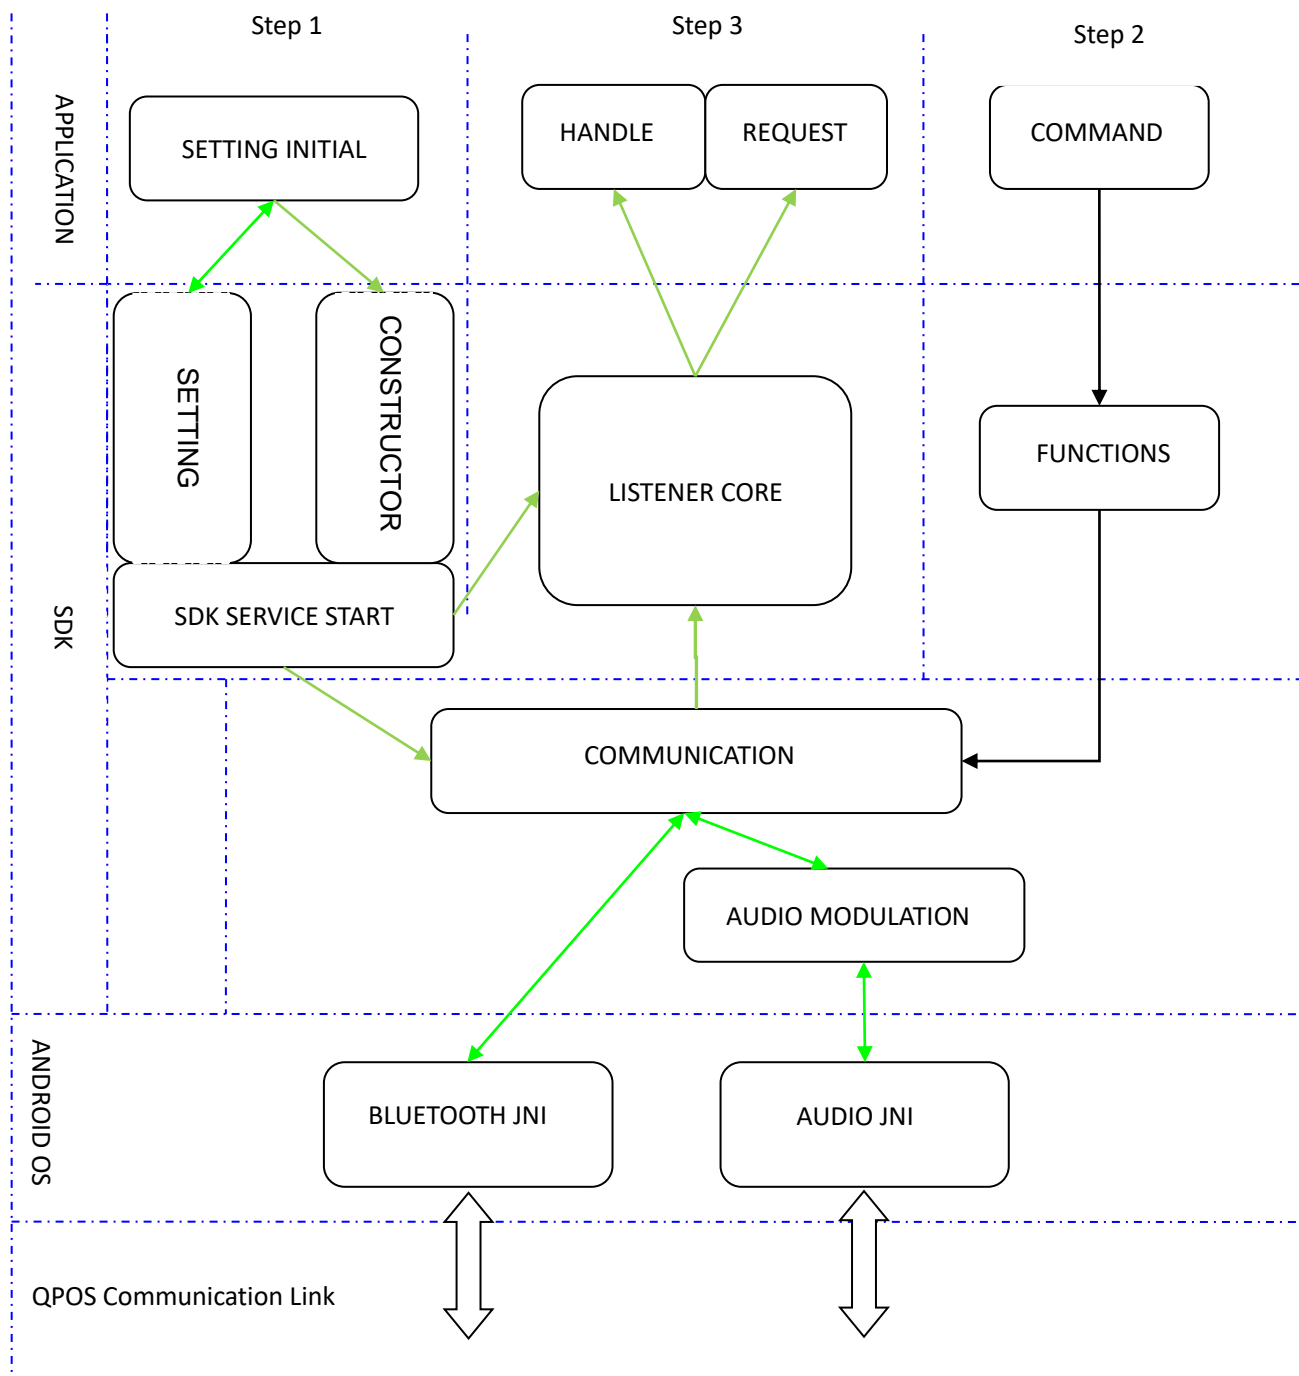 Step 1
Step 3
Step 2
APPLICATION
SETTING INITIAL
HANDLE
REQUEST
COMMAND
SDK
SETTING
CONSTRUCTOR
LISTENER CORE
FUNCTIONS
SDK SERVICE START
COMMUNICATION
AUDIO MODULATION
ANDROID OS
BLUETOOTH JNI
AUDIO JNI
QPOS Communication Link